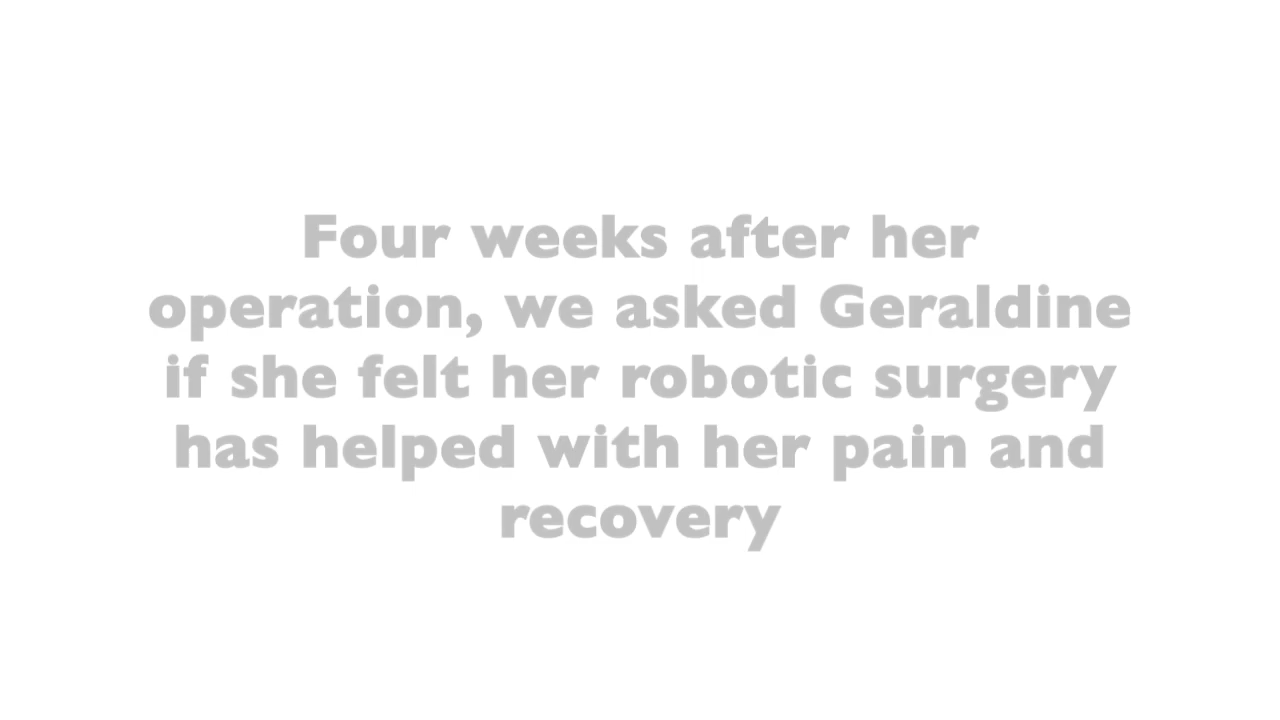 Four weeks after her
operation, we asked Geraldine
if she felt her robotic surgery
has helped with her pain and
recovery